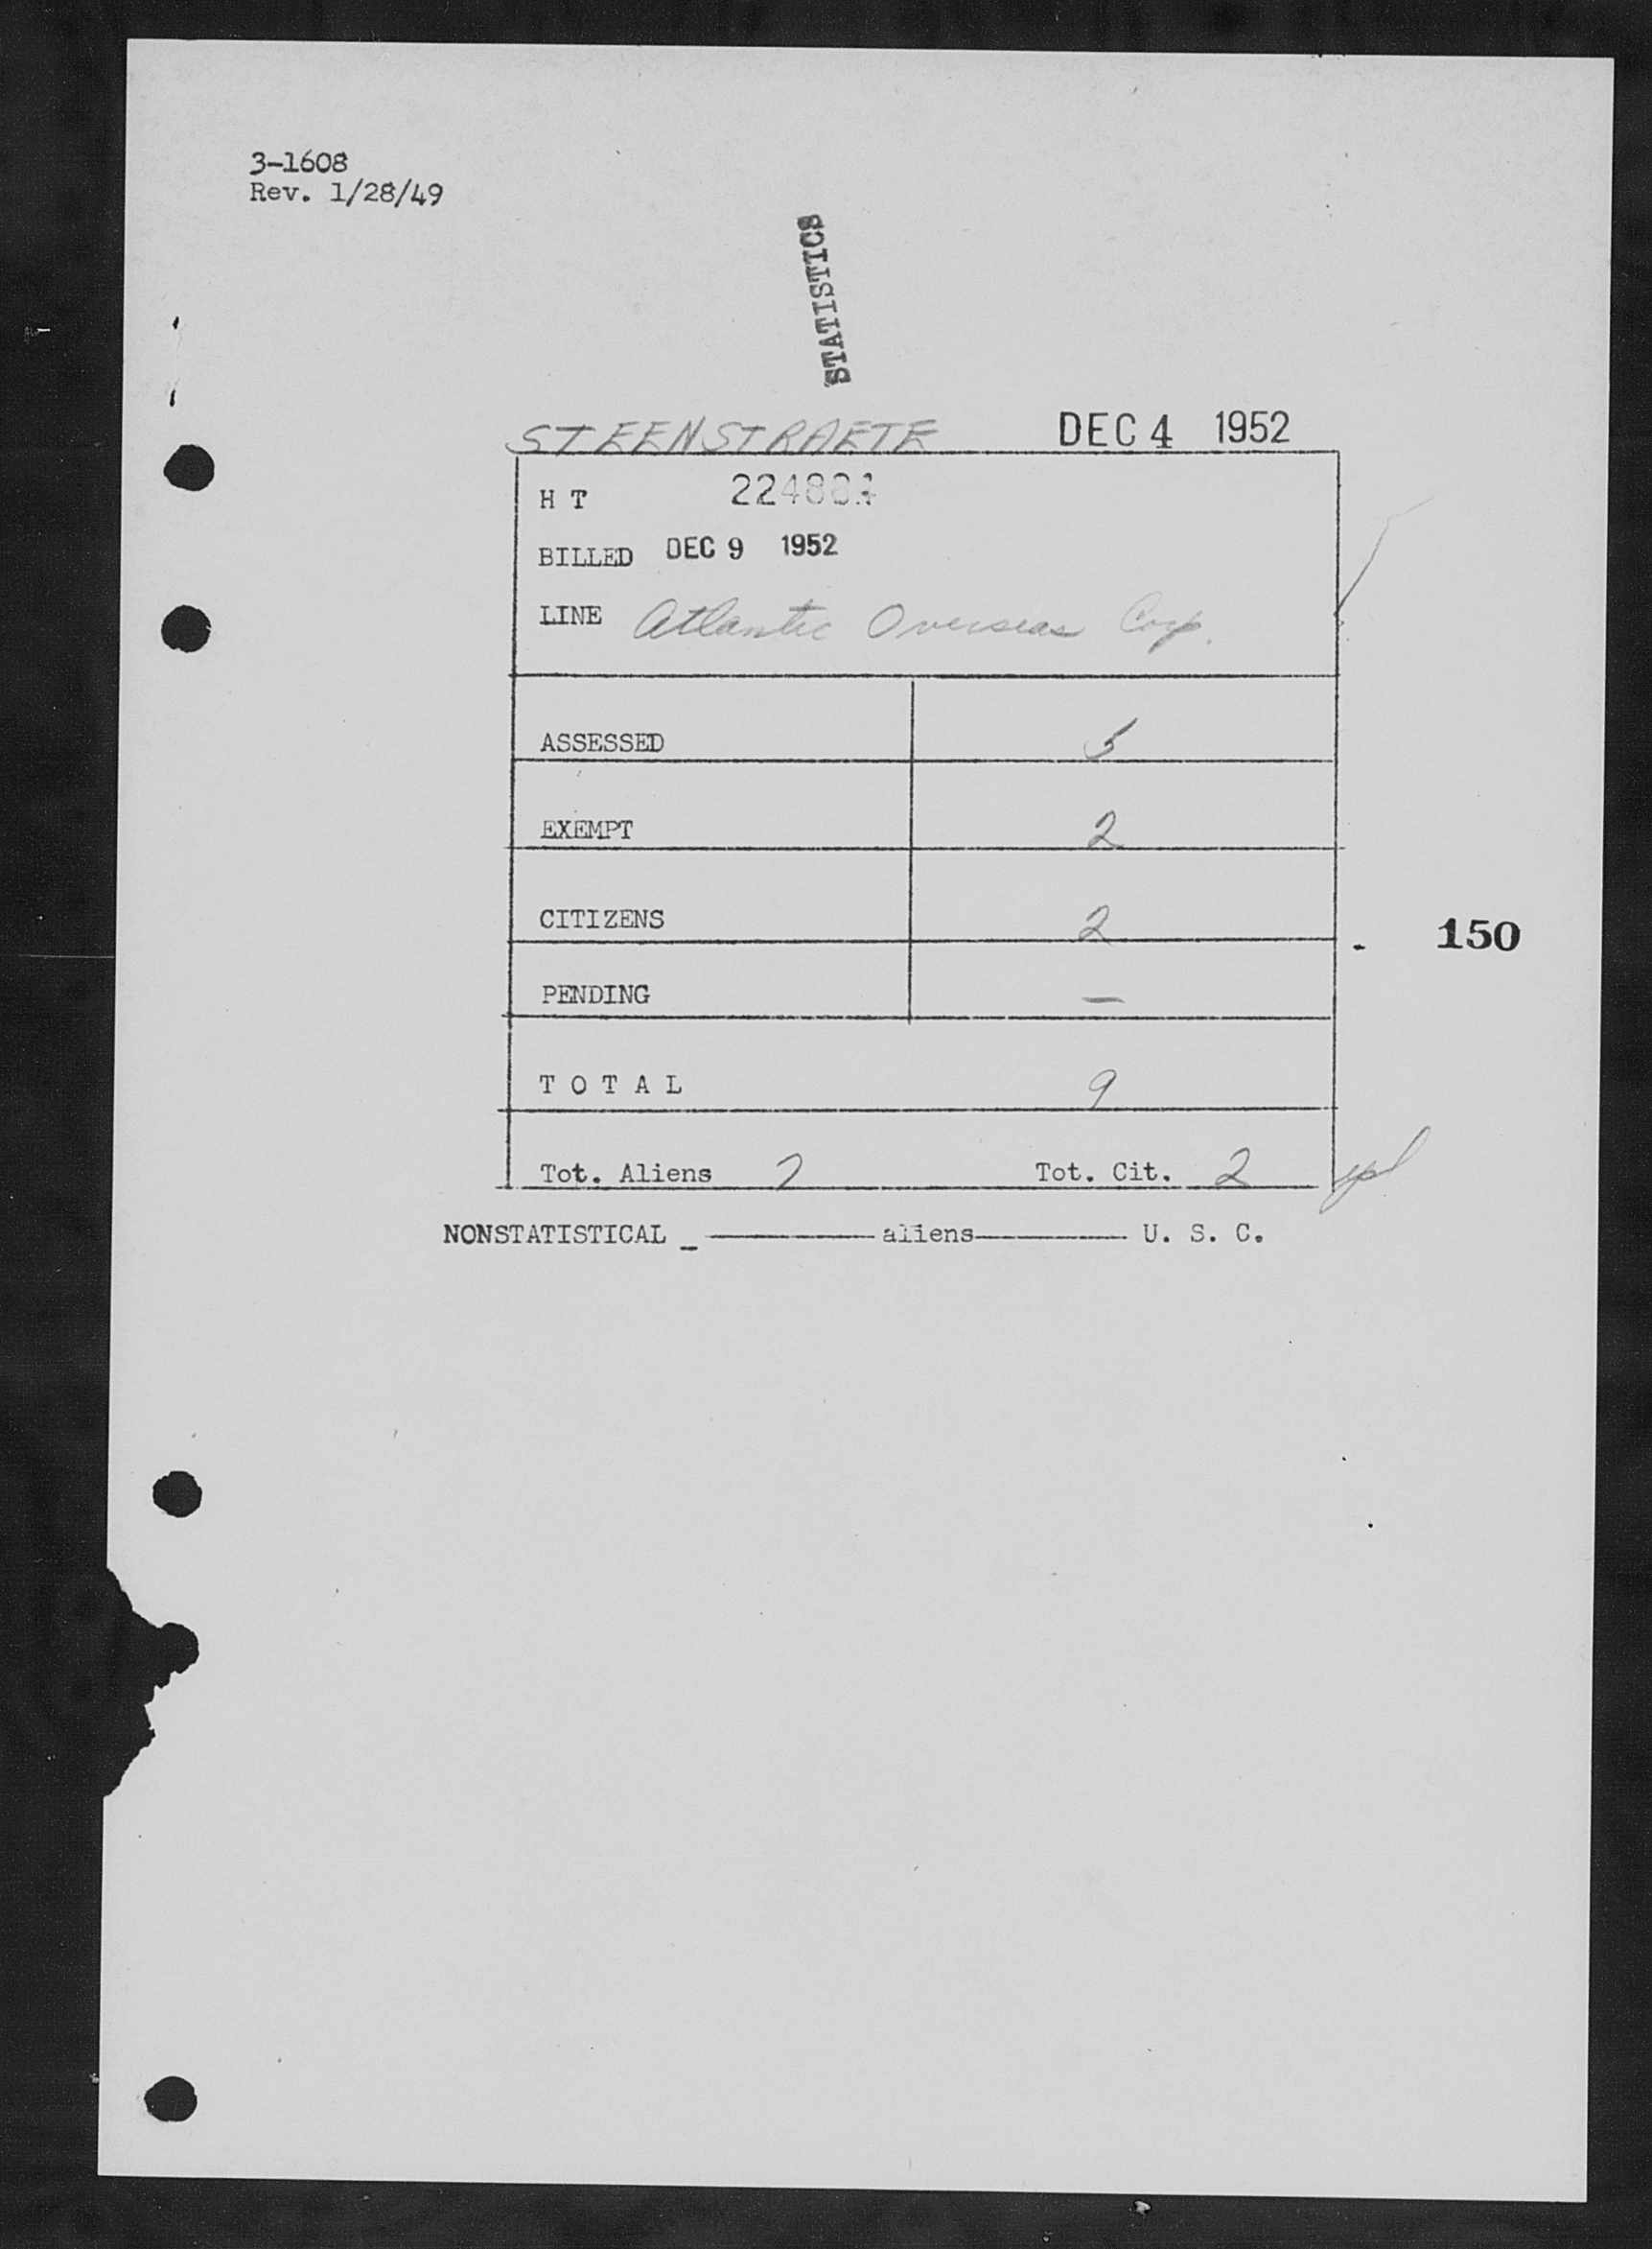 3-1608
Rev. 1/28/49
STATISTICS
STEENSTRAETE DEC 4 1952
H T
BILLED DEC 9 1952
LINE Atlantic Overseas Corp.
ASSESSED 5
EXEMPT 2
CITIZENS 2
150
PENDING —
T O T A L 9
Tot. Aliens 7 Tot. Cit. 2
NONSTATISTICAL _ ——— aliens——— U. S. C.